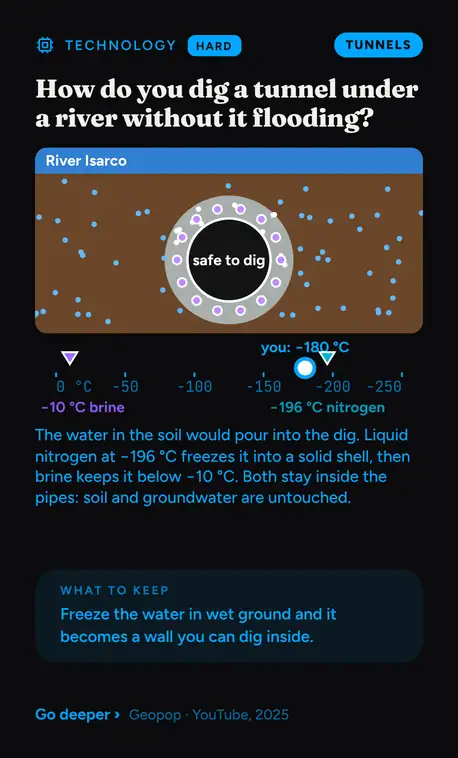 TECHNOLOGY HARD TUNNELS
How do you dig a tunnel under
a river without it flooding?
River Isarco
safe to dig
you: −180 °C
0 °C -50 -100 -150 -200 -250
−10 °C brine −196 °C nitrogen
The water in the soil would pour into the dig. Liquid
nitrogen at −196 °C freezes it into a solid shell, then
brine keeps it below −10 °C. Both stay inside the
pipes: soil and groundwater are untouched.
WHAT TO KEEP
Freeze the water in wet ground and it
becomes a wall you can dig inside.
Go deeper › Geopop · YouTube, 2025